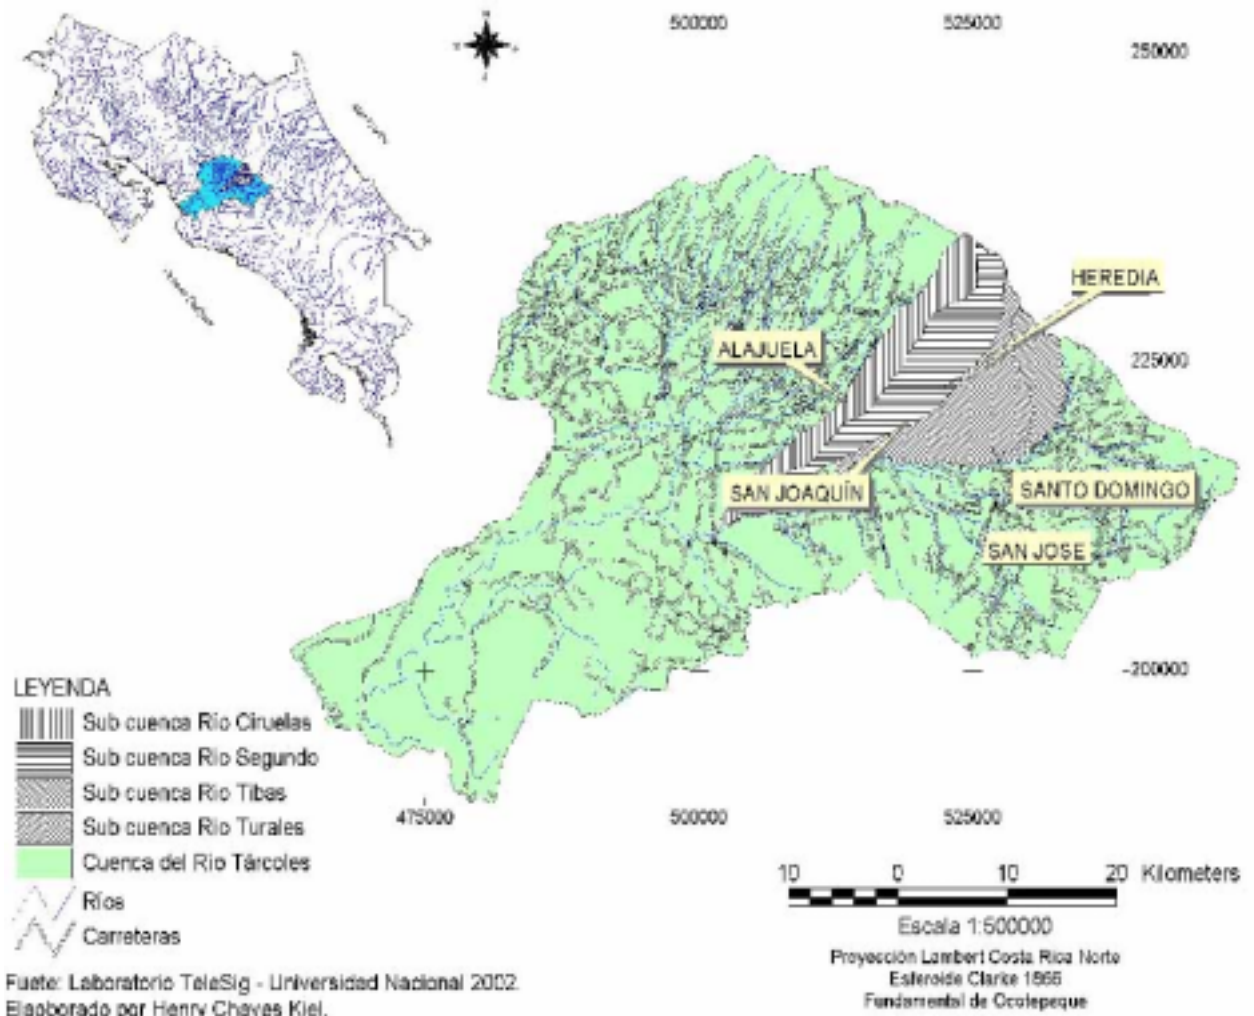 500000
525000
250000
HEREDIA
ALAJUELA
225000
SAN JOAQUÍN
SANTO DOMINGO
SAN JOSE
200000
475000
500000
525000
LEYENDA
Sub cuenca Río Ciruelas
Sub cuenca Río Segundo
Sub cuenca Río Tibas
Sub cuenca Río Turales
Cuenca del Río Tárcoles
Ríos
Carreteras
10 0 10 20 Kilometers
Escala 1:500000
Proyección Lambert Costa Rica Norte
Esferoide Clarke 1866
Fundamental de Ocotepeque
Fuete: Laboratorio TeleSig - Universidad Nacional 2002.
Elaoborado por Henry Chaves Kiel.